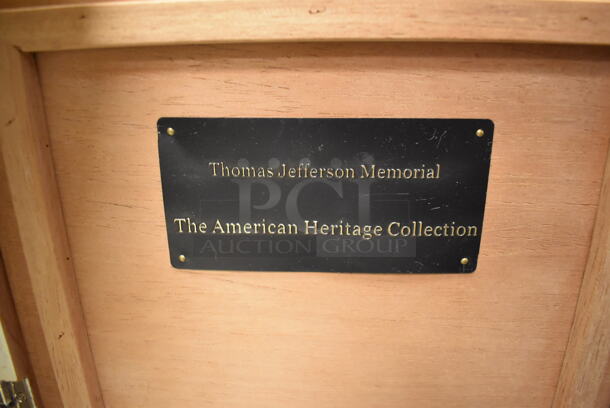 Thomas Jefferson Memorial
PCI
The American Heritage Collection
AUCTION GROUP